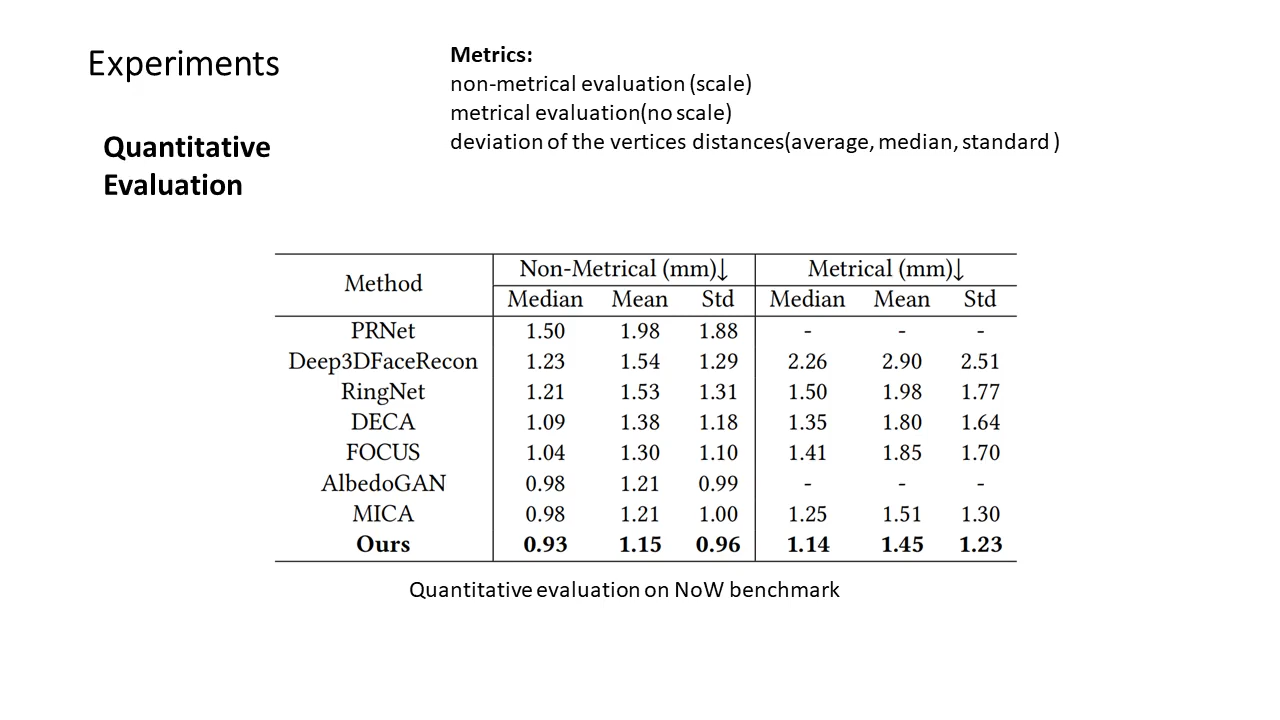 Experiments
Quantitative
Evaluation
Metrics:
non-metrical evaluation (scale)
metrical evaluation(no scale)
deviation of the vertices distances(average, median, standard )
Method Non-Metrical (mm)↓ Metrical (mm)↓
Median Mean Std Median Mean Std
PRNet 1.50 1.98 1.88 - - -
Deep3DFaceRecon 1.23 1.54 1.29 2.26 2.90 2.51
RingNet 1.21 1.53 1.31 1.50 1.98 1.77
DECA 1.09 1.38 1.18 1.35 1.80 1.64
FOCUS 1.04 1.30 1.10 1.41 1.85 1.70
AlbedoGAN 0.98 1.21 0.99 - - -
MICA 0.98 1.21 1.00 1.25 1.51 1.30
Ours 0.93 1.15 0.96 1.14 1.45 1.23
Quantitative evaluation on NoW benchmark